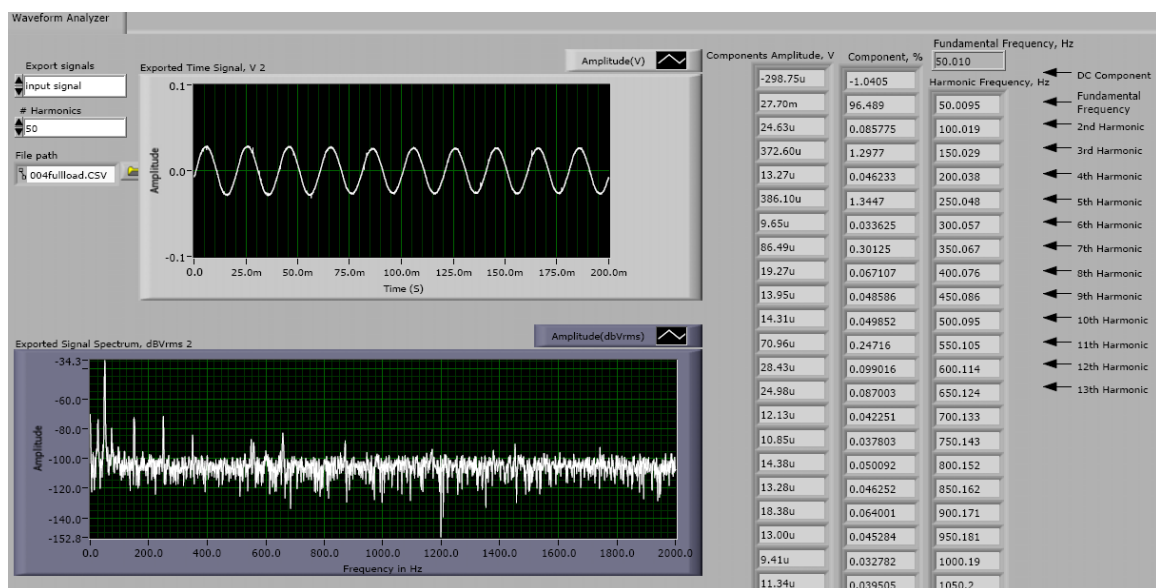 Waveform Analyzer
Export signals
input signal
# Harmonics
50
File path
004fullload.CSV
Exported Time Signal, V 2
Amplitude(V)
Amplitude
0.1
0.0
-0.1
0.0 25.0m 50.0m 75.0m 100.0m 125.0m 150.0m 175.0m 200.0m
Time (S)
Exported Signal Spectrum, dBVrms 2
Amplitude(dbVrms)
Amplitude
-34.3
-60.0
-80.0
-100.0
-120.0
-140.0
-152.8
0.0 200.0 400.0 600.0 800.0 1000.0 1200.0 1400.0 1600.0 1800.0 2000.0
Frequency in Hz
Components Amplitude, V Component, % Fundamental Frequency, Hz
50.010
-298.75u -1.0405 DC Component
Harmonic Frequency, Hz
27.70m 96.489 50.0095 Fundamental Frequency
24.63u 0.085775 100.019 2nd Harmonic
372.60u 1.2977 150.029 3rd Harmonic
13.27u 0.046233 200.038 4th Harmonic
386.10u 1.3447 250.048 5th Harmonic
9.65u 0.033625 300.057 6th Harmonic
86.49u 0.30125 350.067 7th Harmonic
19.27u 0.067107 400.076 8th Harmonic
13.95u 0.048586 450.086 9th Harmonic
14.31u 0.049852 500.095 10th Harmonic
70.96u 0.24716 550.105 11th Harmonic
28.43u 0.099016 600.114 12th Harmonic
24.98u 0.087003 650.124 13th Harmonic
12.13u 0.042251 700.133
10.85u 0.037803 750.143
14.38u 0.050092 800.152
13.28u 0.046252 850.162
18.38u 0.064001 900.171
13.00u 0.045284 950.181
9.41u 0.032782 1000.19
11.34u 0.039505 1050.2